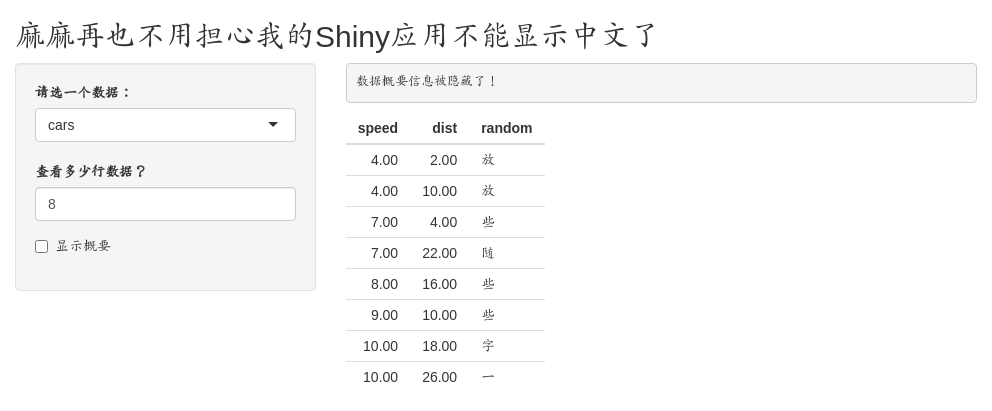 麻麻再也不用担心我的Shiny应用不能显示中文了
请选一个数据：
cars
查看多少行数据？
8
显示概要
数据概要信息被隐藏了！
speed dist random
4.00 2.00 放
4.00 10.00 放
7.00 4.00 些
7.00 22.00 随
8.00 16.00 些
9.00 10.00 些
10.00 18.00 字
10.00 26.00 一